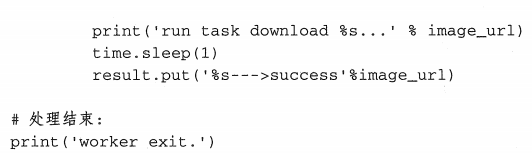 print('run task download %s...' % image_url)
time.sleep(1)
result.put('%s--->success'%image_url)
# 处理结束:
print('worker exit.')